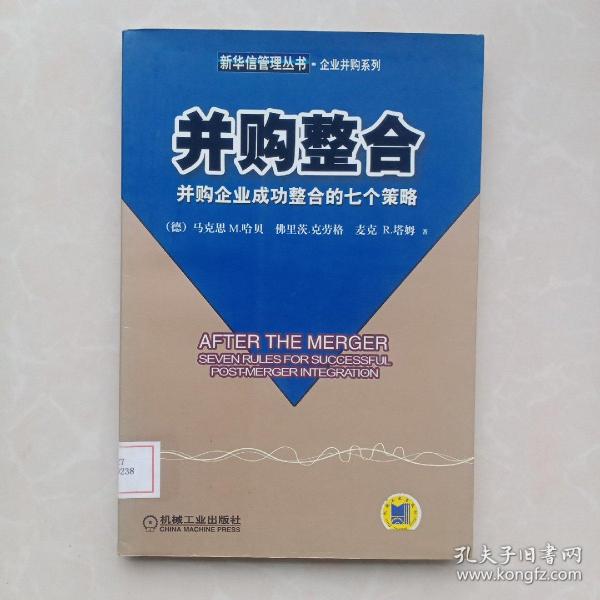 新华信管理丛书·企业并购系列
并购整合
并购企业成功整合的七个策略
（德）马克思M.哈贝 佛里茨.克劳格 麦克 R.塔姆 著
AFTER THE MERGER
SEVEN RULES FOR SUCCESSFUL
POST-MERGER INTEGRATION
27
0238
机械工业出版社
CHINA MACHINE PRESS
孔夫子旧书网
www.kongfz.com